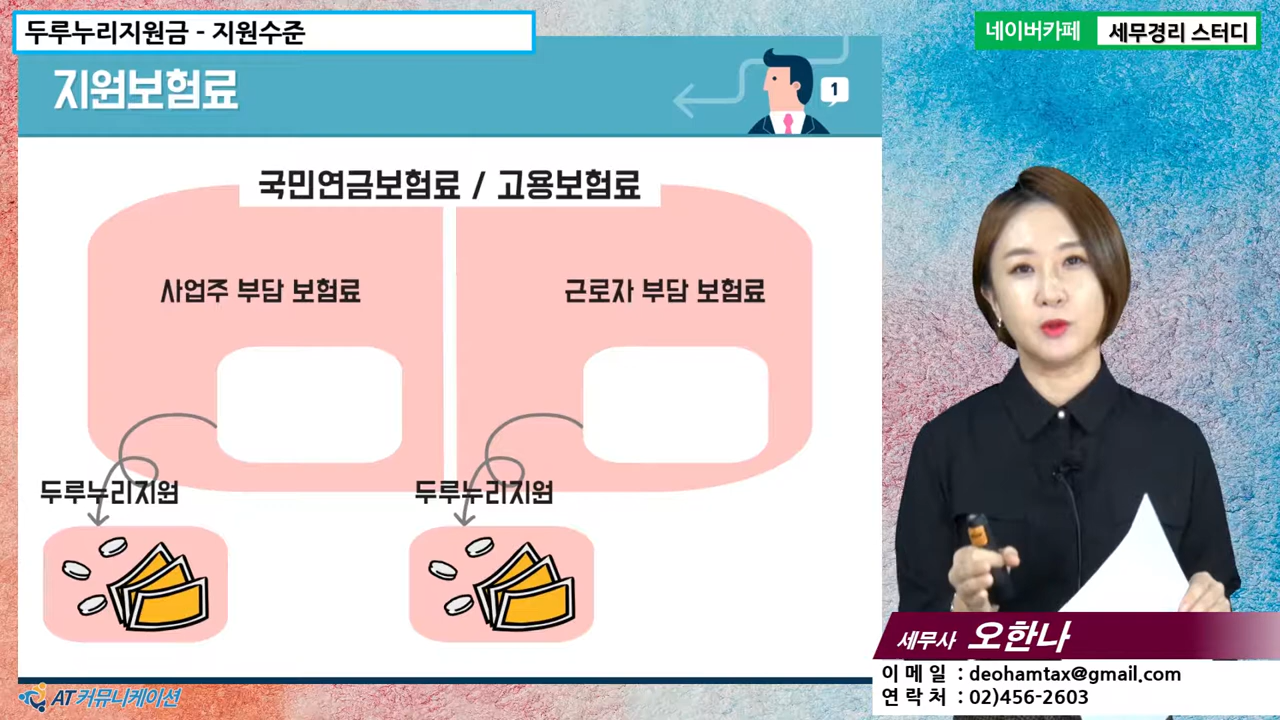 두루누리지원금 - 지원수준
네이버카페 세무경리 스터디
지원보험료
1
국민연금보험료 / 고용보험료
사업주 부담 보험료
근로자 부담 보험료
두루누리지원
두루누리지원
세무사 오한나
이 메 일 : deohamtax@gmail.com
연 락 처 : 02)456-2603
AT커뮤니케이션